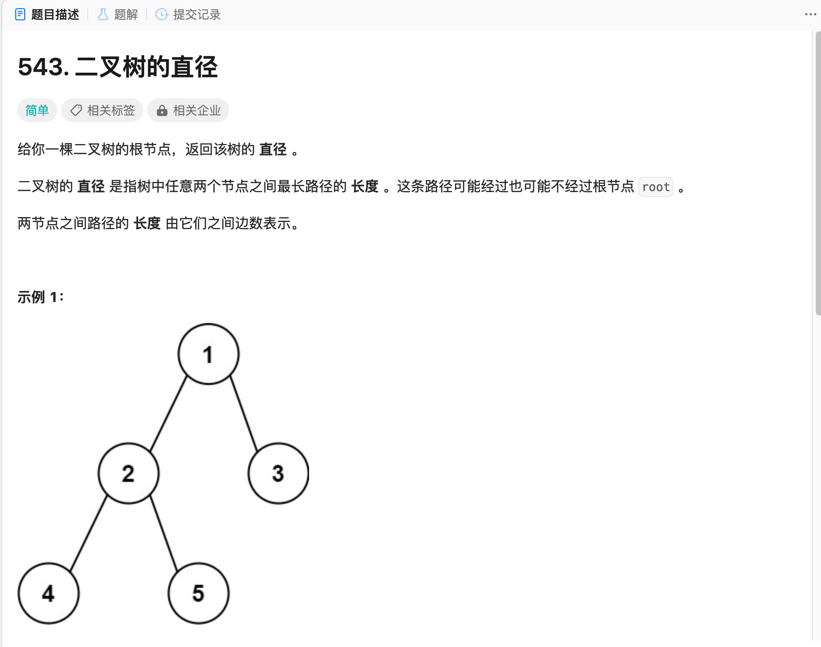 题目描述 题解 提交记录
543. 二叉树的直径
简单 相关标签 相关企业
给你一棵二叉树的根节点，返回该树的 直径 。
二叉树的 直径 是指树中任意两个节点之间最长路径的 长度 。这条路径可能经过也可能不经过根节点 root 。
两节点之间路径的 长度 由它们之间边数表示。
示例 1：
1
2 3
4 5